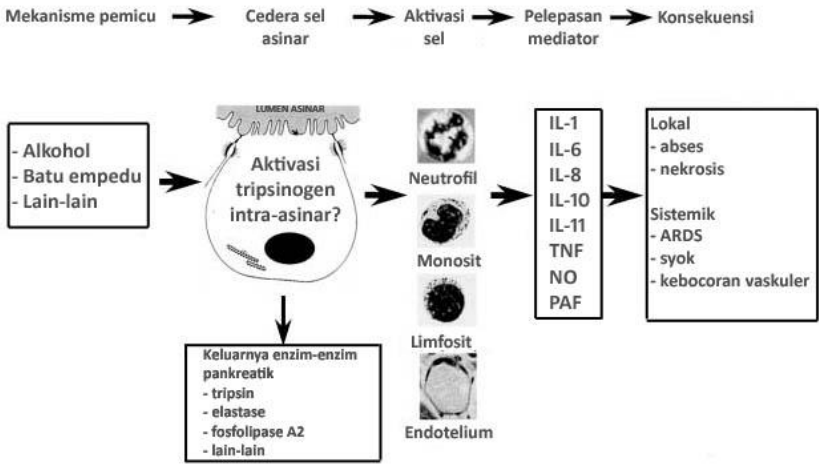 Mekanisme pemicu
Cedera sel
asinar
Aktivasi
sel
Pelepasan
mediator
Konsekuensi
- Alkohol
- Batu empedu
- Lain-lain
LUMEN ASINAR
Aktivasi
tripsinogen
intra-asinar?
Keluarnya enzim-enzim
pankreatik
- tripsin
- elastase
- fosfolipase A2
- lain-lain
Neutrofil
Monosit
Limfosit
Endotelium
IL-1
IL-6
IL-8
IL-10
IL-11
TNF
NO
PAF
Lokal
- abses
- nekrosis
Sistemik
- ARDS
- syok
- kebocoran vaskuler